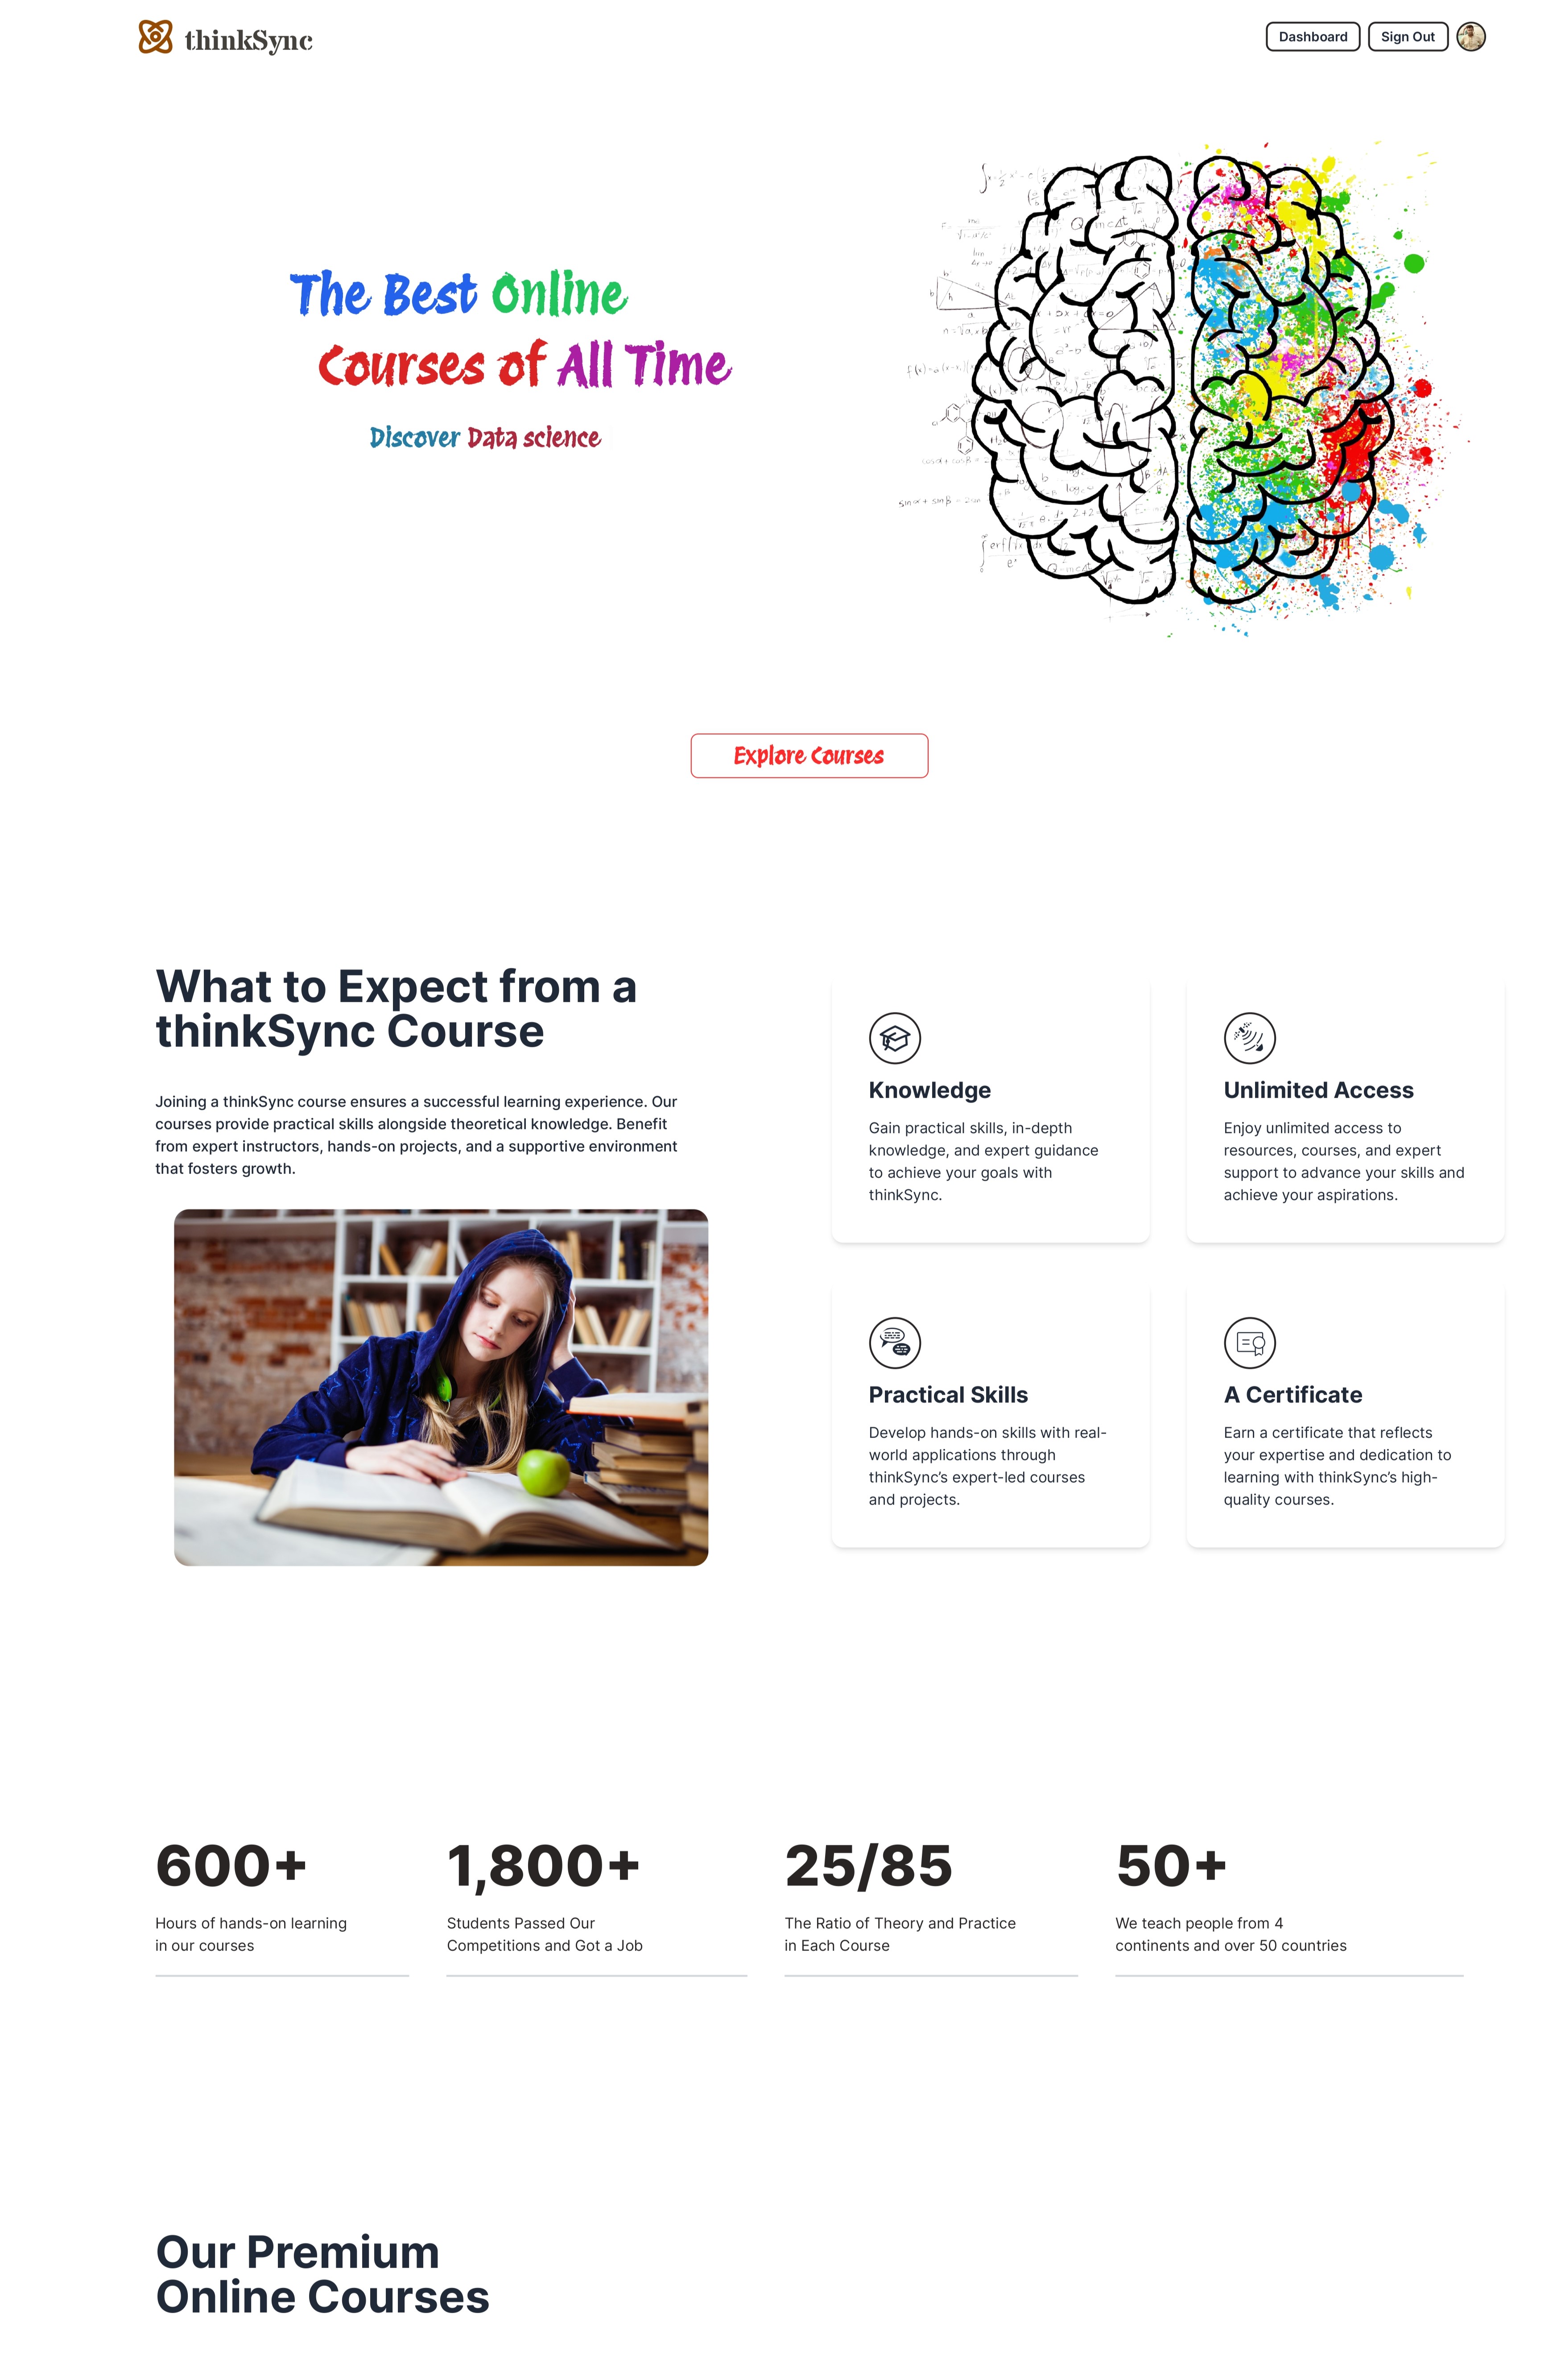 thinkSync
Dashboard
Sign Out
The Best Online
Courses of All Time
Discover Data science
Explore Courses
What to Expect from a
thinkSync Course
Joining a thinkSync course ensures a successful learning experience. Our
courses provide practical skills alongside theoretical knowledge. Benefit
from expert instructors, hands-on projects, and a supportive environment
that fosters growth.
Knowledge
Gain practical skills, in-depth
knowledge, and expert guidance
to achieve your goals with
thinkSync.
Unlimited Access
Enjoy unlimited access to
resources, courses, and expert
support to advance your skills and
achieve your aspirations.
Practical Skills
Develop hands-on skills with real-
world applications through
thinkSync’s expert-led courses
and projects.
A Certificate
Earn a certificate that reflects
your expertise and dedication to
learning with thinkSync’s high-
quality courses.
600+
Hours of hands-on learning
in our courses
1,800+
Students Passed Our
Competitions and Got a Job
25/85
The Ratio of Theory and Practice
in Each Course
50+
We teach people from 4
continents and over 50 countries
Our Premium
Online Courses